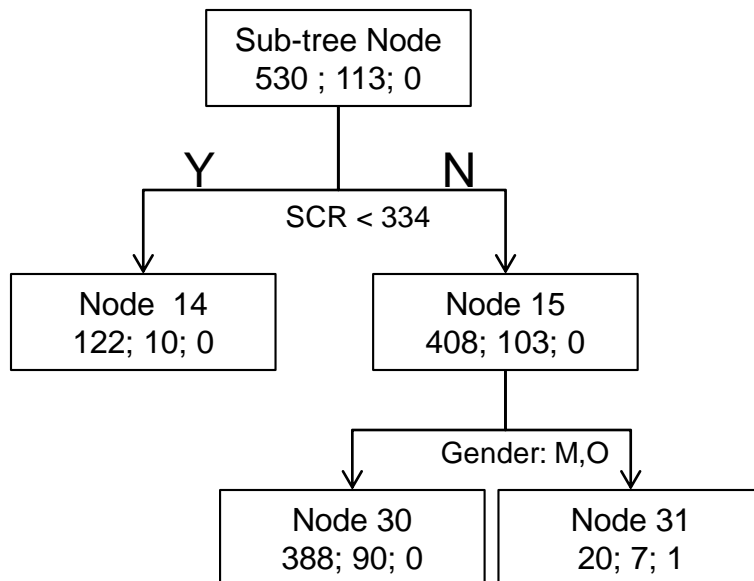 Sub-tree Node
530 ; 113; 0
Y
N
SCR < 334
Node 14
122; 10; 0
Node 15
408; 103; 0
Gender: M,O
Node 30
388; 90; 0
Node 31
20; 7; 1